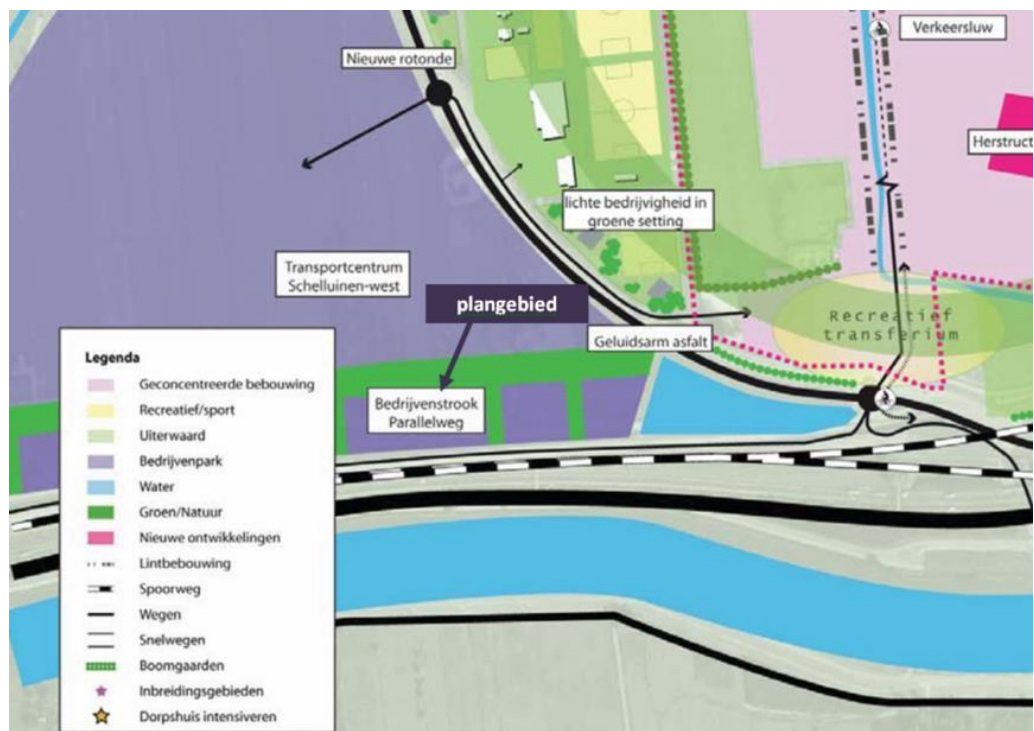 Verkeersluw
Nieuwe rotonde
Herstruct
lichte bedrijvigheid in
groene setting
Transportcentrum
Schelluinen-west
plangebied
Recreatief
transferium
Geluidsarm asfalt
Bedrijvenstrook
Parallelweg
Legenda
Geconcentreerde bebouwing
Recreatief/sport
Uiterwaard
Bedrijvenpark
Water
Groen/Natuur
Nieuwe ontwikkelingen
Lintbebouwing
Spoorweg
Wegen
Snelwegen
Boomgaarden
Inbreidingsgebieden
Dorpshuis intensiveren